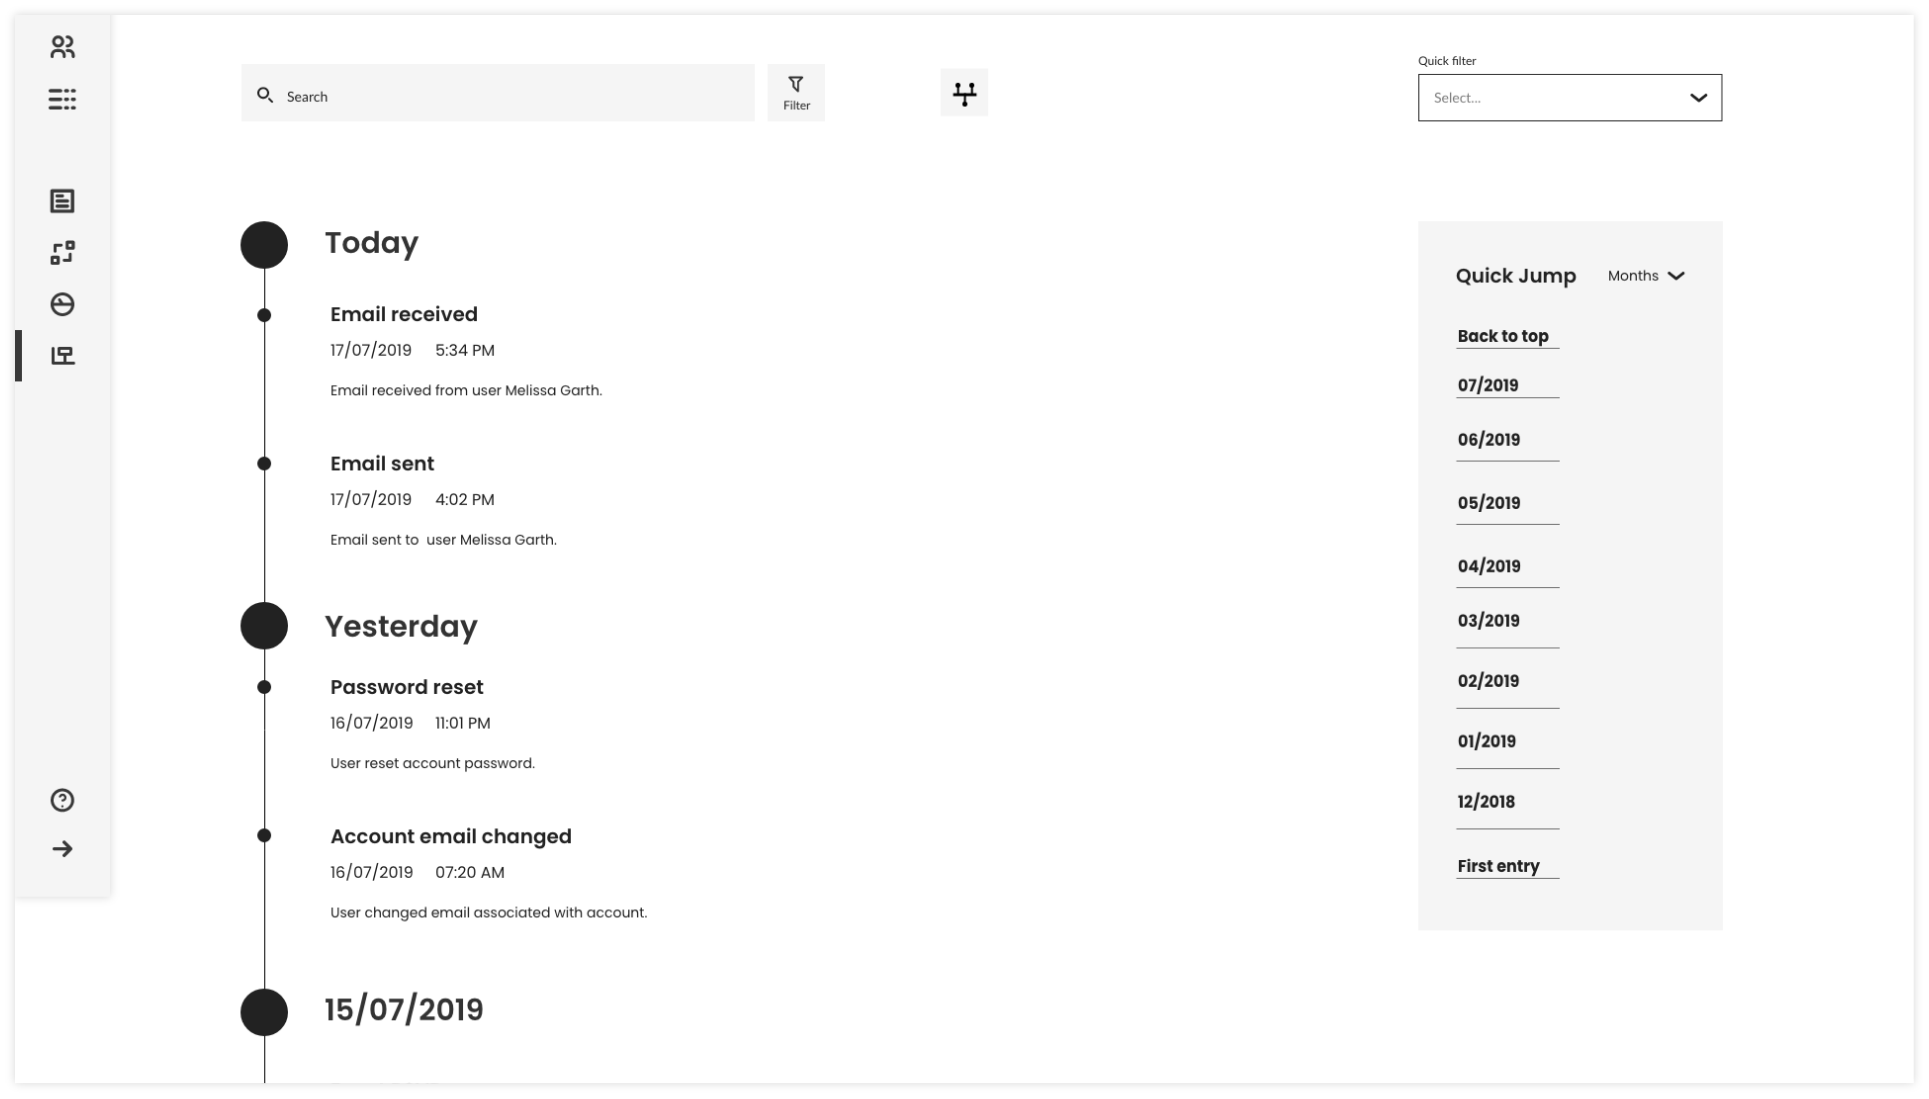 Search
Filter
Quick filter
Select...
Today
Email received
17/07/2019 5:34 PM
Email received from user Melissa Garth.
Email sent
17/07/2019 4:02 PM
Email sent to  user Melissa Garth.
Yesterday
Password reset
16/07/2019 11:01 PM
User reset account password.
Account email changed
16/07/2019 07:20 AM
User changed email associated with account.
15/07/2019
Quick Jump Months
Back to top
07/2019
06/2019
05/2019
04/2019
03/2019
02/2019
01/2019
12/2018
First entry